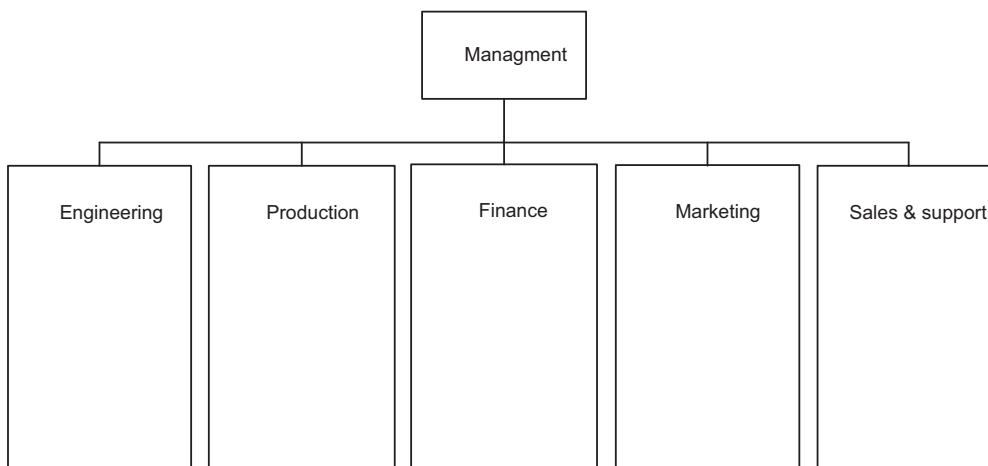 Managment
Engineering
Production
Finance
Marketing
Sales & support